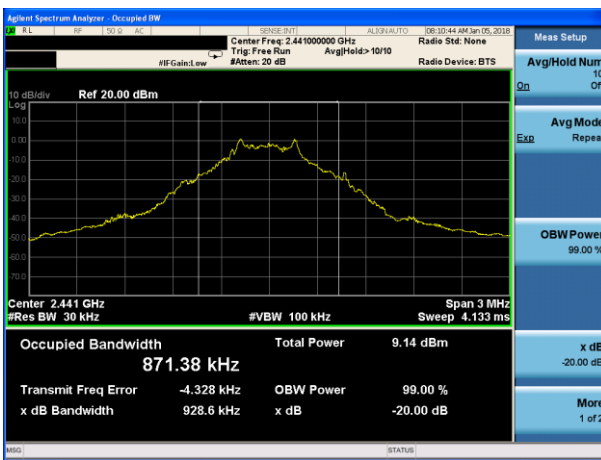 Agilent Spectrum Analyzer - Occupied BW
RL RF 50 Ω AC SENSE:INT ALIGN AUTO 08:10:44 AM Jan 05, 2018
Center Freq: 2.441000000 GHz Radio Std: None
Trig: Free Run Avg|Hold:> 10/10
#IFGain:Low #Atten: 20 dB Radio Device: BTS
10 dB/div Ref 20.00 dBm
Log
10.0
0.00
-10.0
-20.0
-30.0
-40.0
-50.0
-60.0
-70.0
Center 2.441 GHz Span 3 MHz
#Res BW 30 kHz #VBW 100 kHz Sweep 4.133 ms
Occupied Bandwidth Total Power 9.14 dBm
871.38 kHz
Transmit Freq Error -4.328 kHz OBW Power 99.00 %
x dB Bandwidth 928.6 kHz x dB -20.00 dB
MSG STATUS
Meas Setup
Avg/Hold Num
10
On Of
Avg Mode
Exp Repea
OBW Power
99.00 %
x dB
-20.00 dB
More
1 of 2